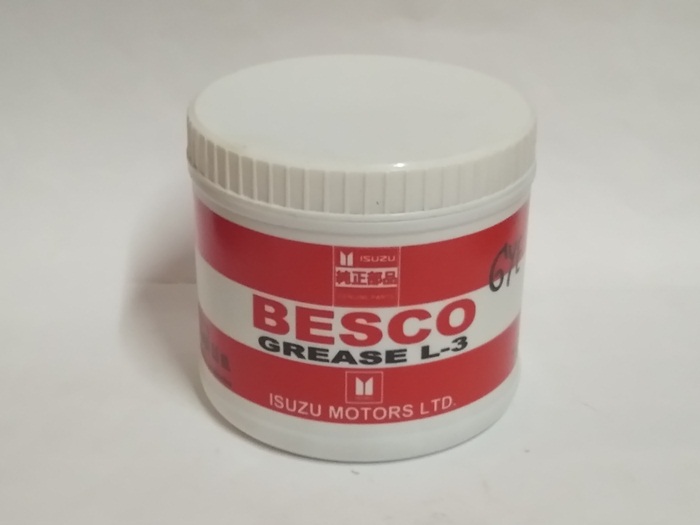 ISUZU
純正部品
BESCO
GREASE L-3
ISUZU MOTORS LTD.